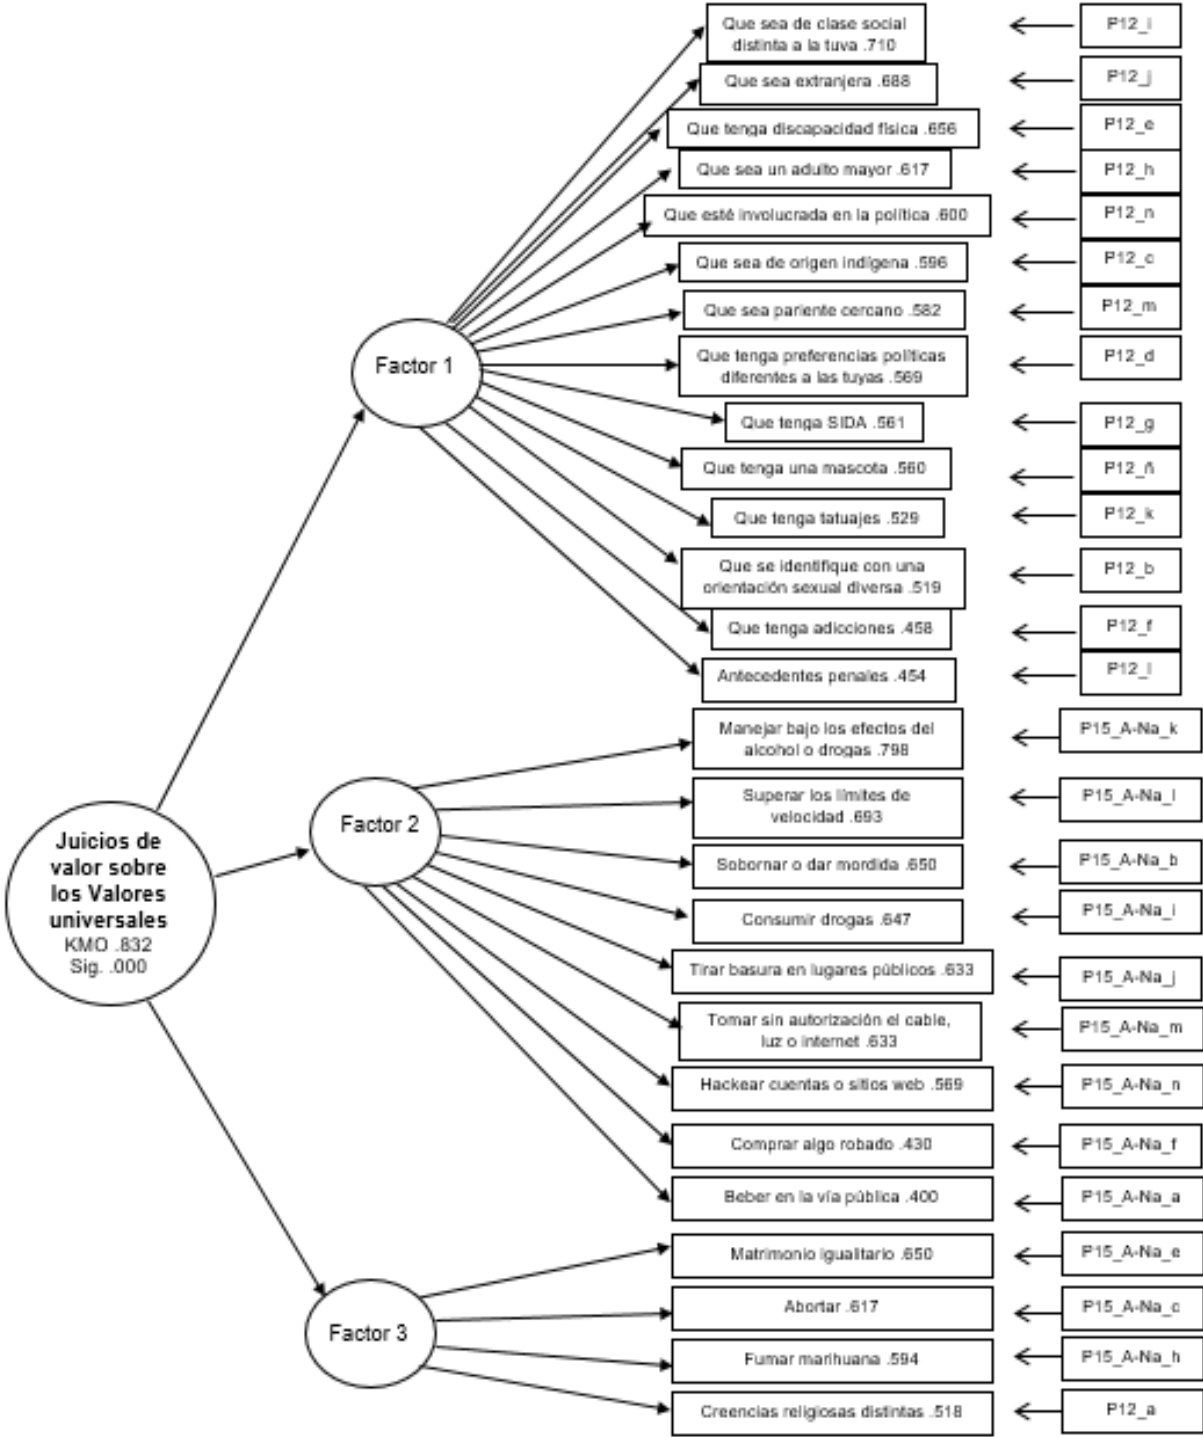 Que sea de clase social
distinta a la tuva .710
P12_i
Que sea extranjera .688
P12_j
Que tenga discapacidad física .656
P12_e
Que sea un adulto mayor .617
P12_h
Que esté involucrada en la política .600
P12_n
Que sea de origen indígena .596
P12_c
Que sea pariente cercano .582
P12_m
Factor 1
Que tenga preferencias políticas
diferentes a las tuyas .569
P12_d
Que tenga SIDA .561
P12_g
Que tenga una mascota .560
P12_ñ
Que tenga tatuajes .529
P12_k
Que se identifique con una
orientación sexual diversa .519
P12_b
Que tenga adicciones .458
P12_f
Antecedentes penales .454
P12_l
Manejar bajo los efectos del
alcohol o drogas .798
P15_A-Na_k
Factor 2
Superar los límites de
velocidad .693
P15_A-Na_l
Sobornar o dar mordida .650
P15_A-Na_b
Juicios de
valor sobre
los Valores
universales
KMO .832
Sig. .000
Consumir drogas .647
P15_A-Na_i
Tirar basura en lugares públicos .633
P15_A-Na_j
Tomar sin autorización el cable,
luz o internet .633
P15_A-Na_m
Hackear cuentas o sitios web .569
P15_A-Na_n
Comprar algo robado .430
P15_A-Na_f
Beber en la vía pública .400
P15_A-Na_a
Matrimonio igualitario .650
P15_A-Na_e
Factor 3
Abortar .617
P15_A-Na_c
Fumar marihuana .594
P15_A-Na_h
Creencias religiosas distintas .518
P12_a